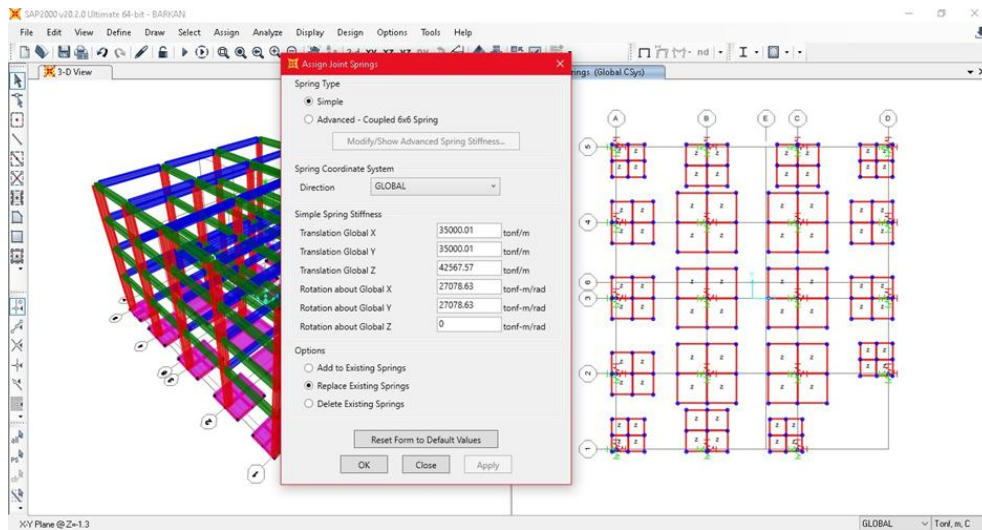 SAP2000 v20.2.0 Ultimate 64-bit - BARKAN
File Edit View Define Draw Select Assign Analyze Display Design Options Tools Help
nd
3-D View
Assign Joint Springs
rings (Global CSys)
Spring Type
Simple
Advanced - Coupled 6x6 Spring
Modify/Show Advanced Spring Stiffness...
Spring Coordinate System
Direction GLOBAL
Simple Spring Stiffness
Translation Global X 35000.01 tonf/m
Translation Global Y 35000.01 tonf/m
Translation Global Z 42567.57 tonf/m
Rotation about Global X 27078.63 tonf-m/rad
Rotation about Global Y 27078.63 tonf-m/rad
Rotation about Global Z 0 tonf-m/rad
Options
Add to Existing Springs
Replace Existing Springs
Delete Existing Springs
Reset Form to Default Values
OK Close Apply
A B E C D
5
4
6
3
2
1
X-Y Plane @ Z=-1.3
GLOBAL Tonf, m, C